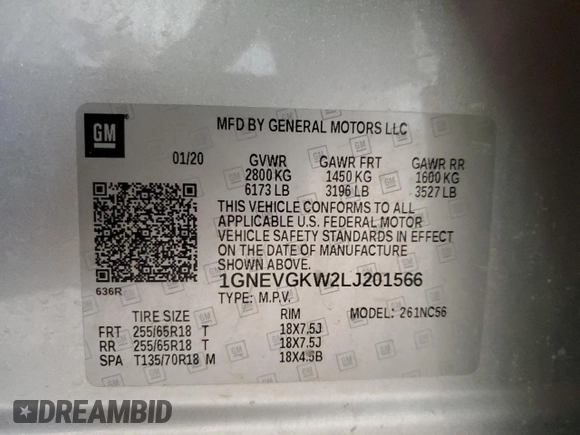 GM
MFD BY GENERAL MOTORS LLC
01/20 GVWR GAWR FRT GAWR RR
2800 KG 1450 KG 1600 KG
6173 LB 3196 LB 3527 LB
THIS VEHICLE CONFORMS TO ALL
APPLICABLE U.S. FEDERAL MOTOR
VEHICLE SAFETY STANDARDS IN EFFECT
ON THE DATE OF MANUFACTURE
SHOWN ABOVE.
636R
1GNEVGKW2LJ201566
TYPE: M.P.V. MODEL: 261NC56
TIRE SIZE RIM
FRT 255/65R18 T 18X7.5J
RR 255/65R18 T 18X7.5J
SPA T135/70R18 M 18X4.5B
DREAMBID